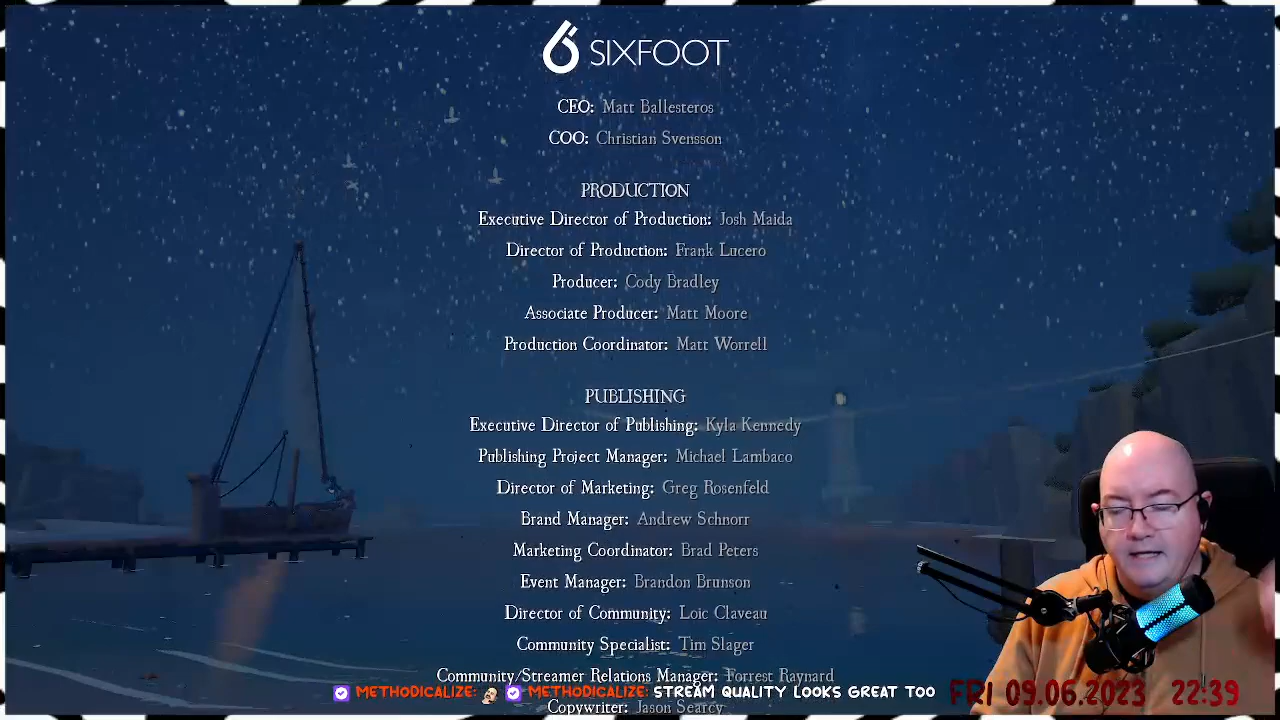 SIXFOOT
CEO: Matt Ballesteros
COO: Christian Svensson
PRODUCTION
Executive Director of Production: Josh Maida
Director of Production: Frank Lucero
Producer: Cody Bradley
Associate Producer: Matt Moore
Production Coordinator: Matt Worrell
PUBLISHING
Executive Director of Publishing: Kyla Kennedy
Publishing Project Manager: Michael Lambaco
Director of Marketing: Greg Rosenfeld
Brand Manager: Andrew Schnorr
Marketing Coordinator: Brad Peters
Event Manager: Brandon Brunson
Director of Community: Loic Claveau
Community Specialist: Tim Slager
Community/Streamer Relations Manager: Forrest Raynard
METHODICALIZE: METHODICALIZE: STREAM QUALITY LOOKS GREAT TOO
FRI 09.06.2023 22:39
Copywriter: Jason Searcy